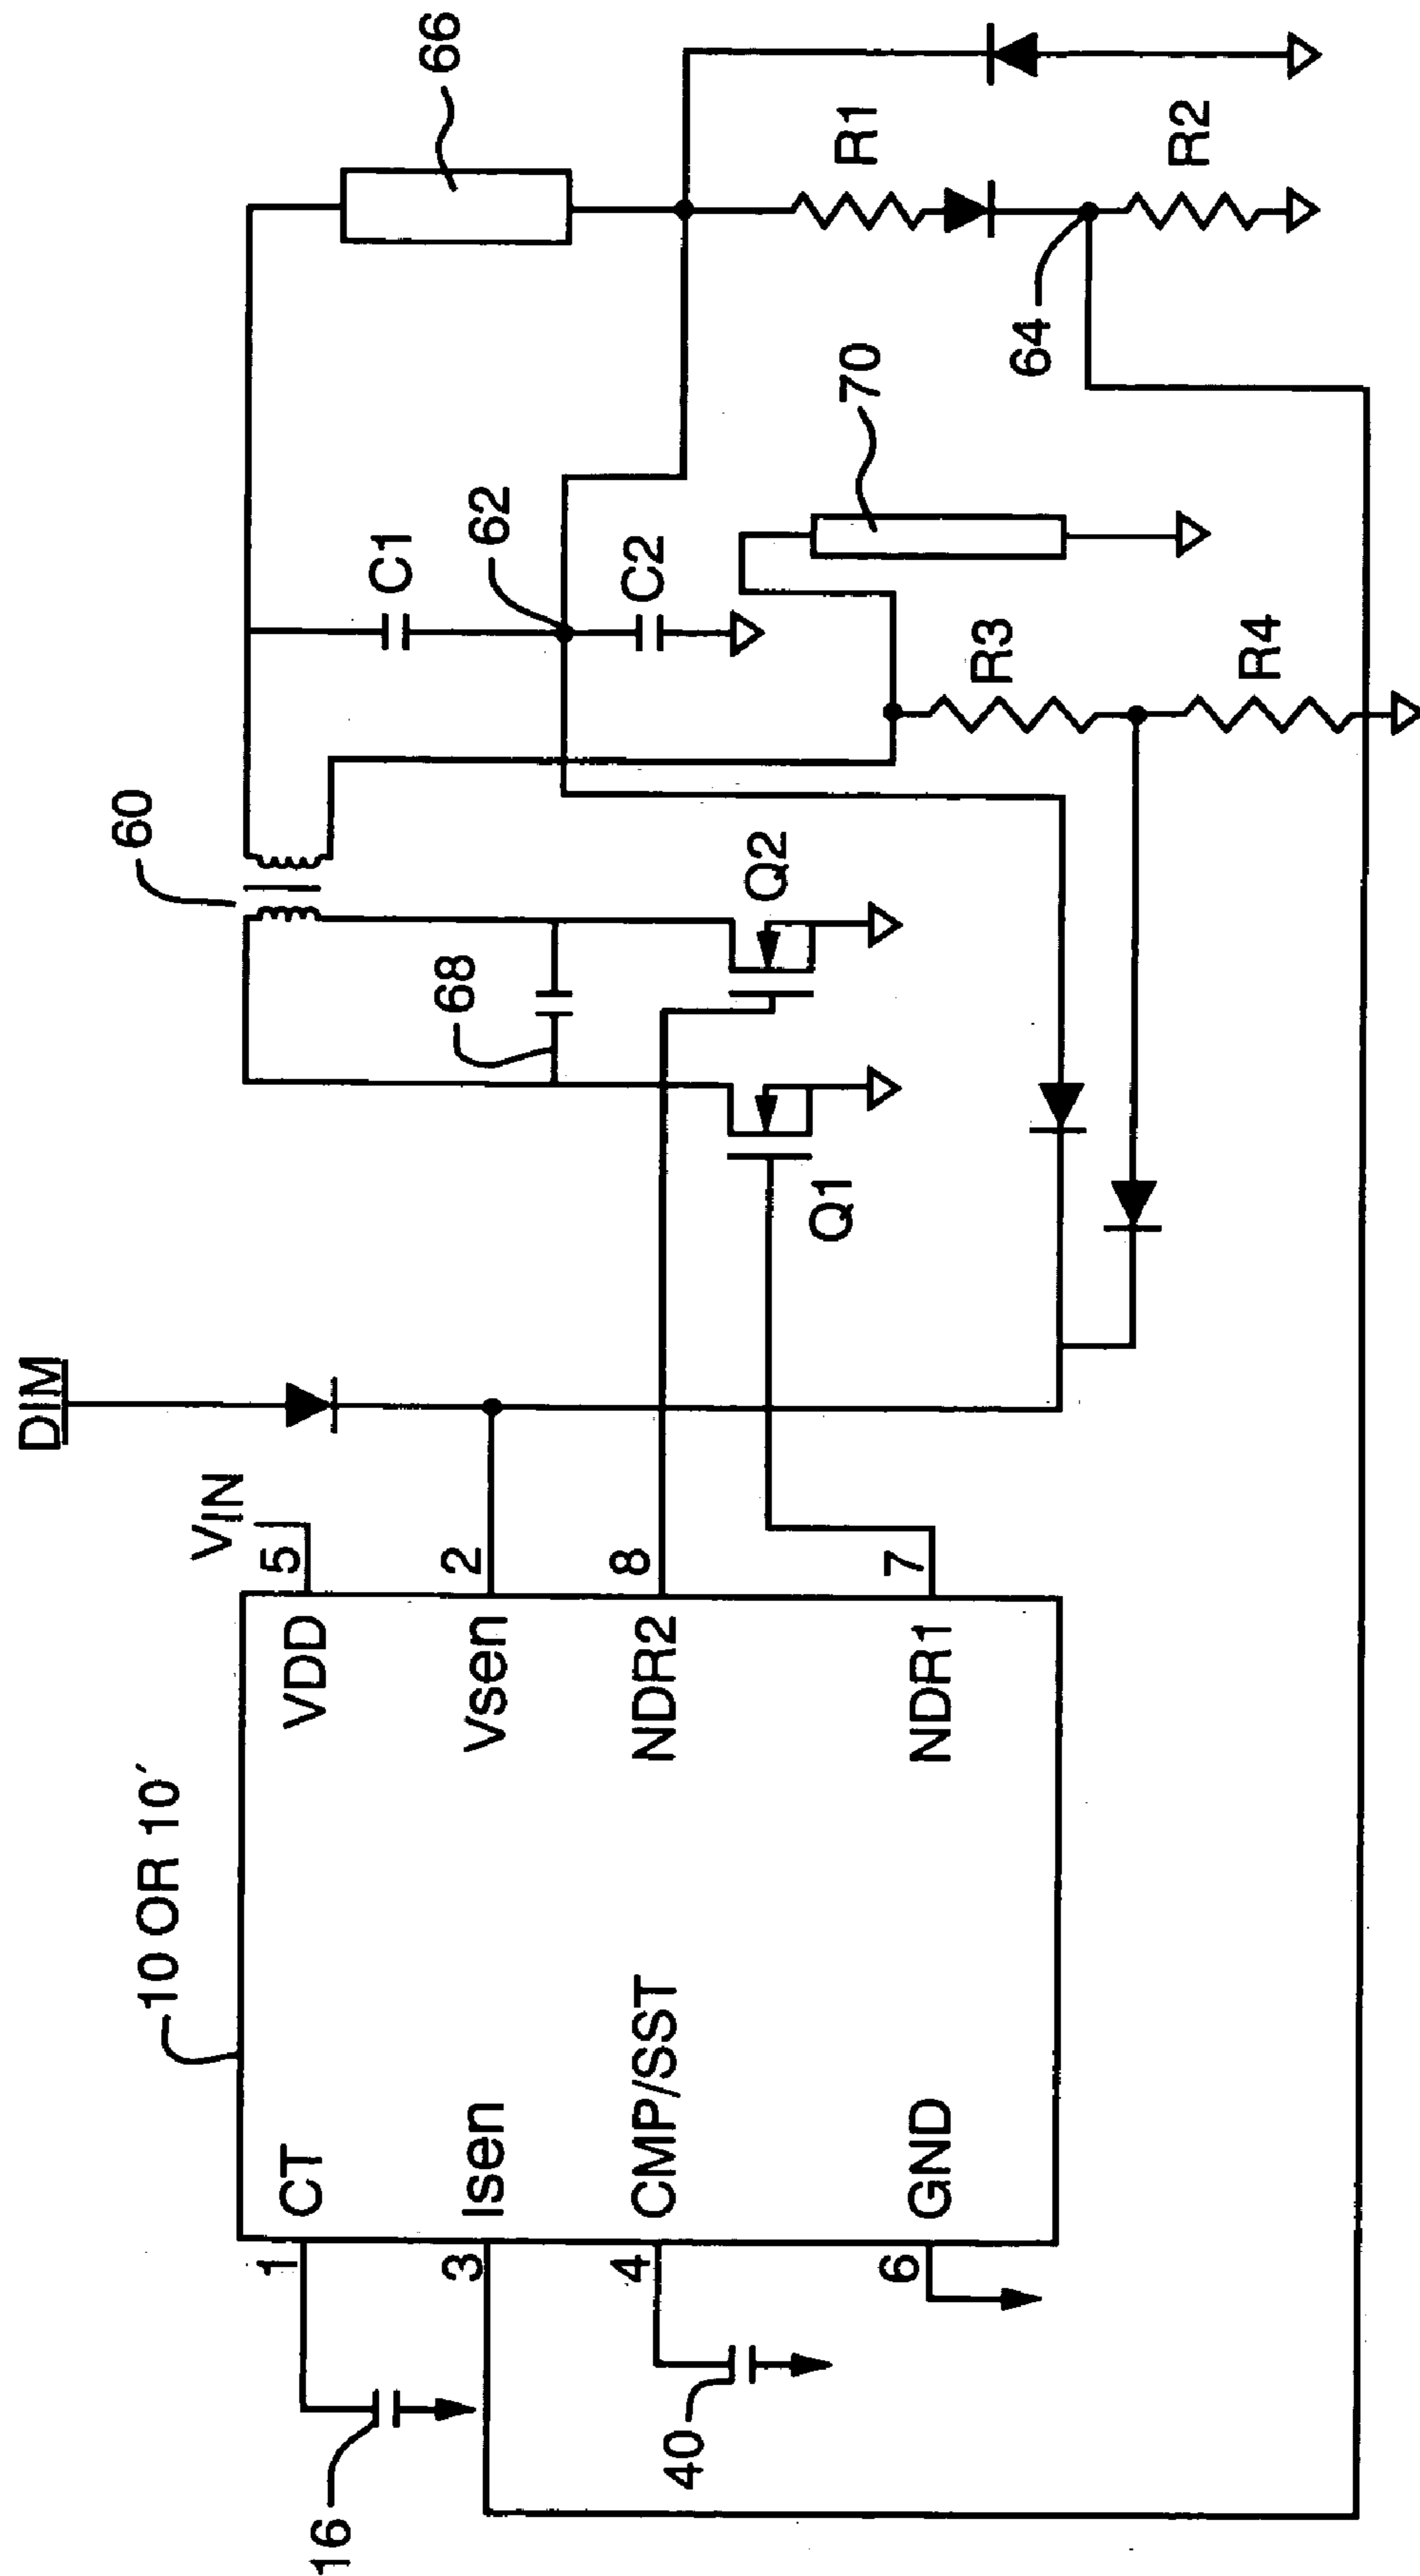 DIM
VIN
10 OR 10´
60
66
C1
62
C2
68
Q2
Q1
70
R1
R2
64
R3
R4
1
CT
VDD
5
3
Isen
Vsen
2
4
CMP/SST
NDR2
8
6
GND
NDR1
7
16
40